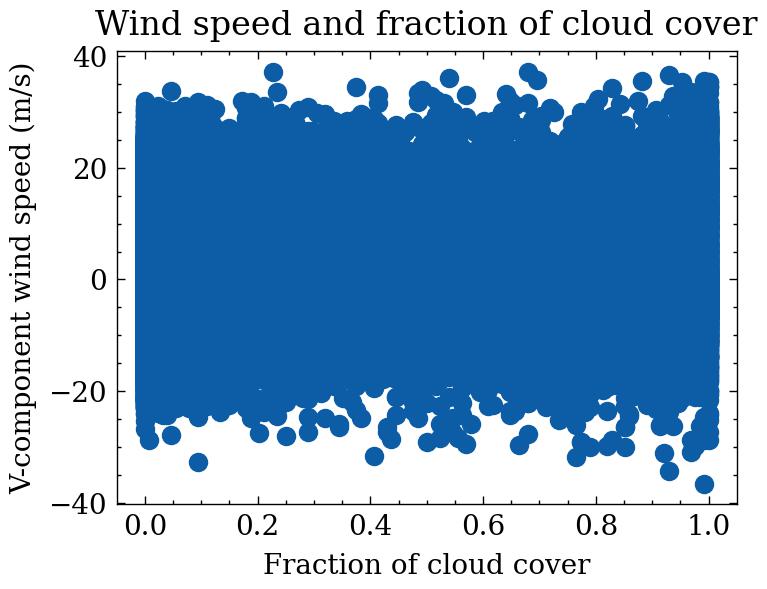 Wind speed and fraction of cloud cover
V-component wind speed (m/s)
40
20
0
−20
−40
0.0 0.2 0.4 0.6 0.8 1.0
Fraction of cloud cover